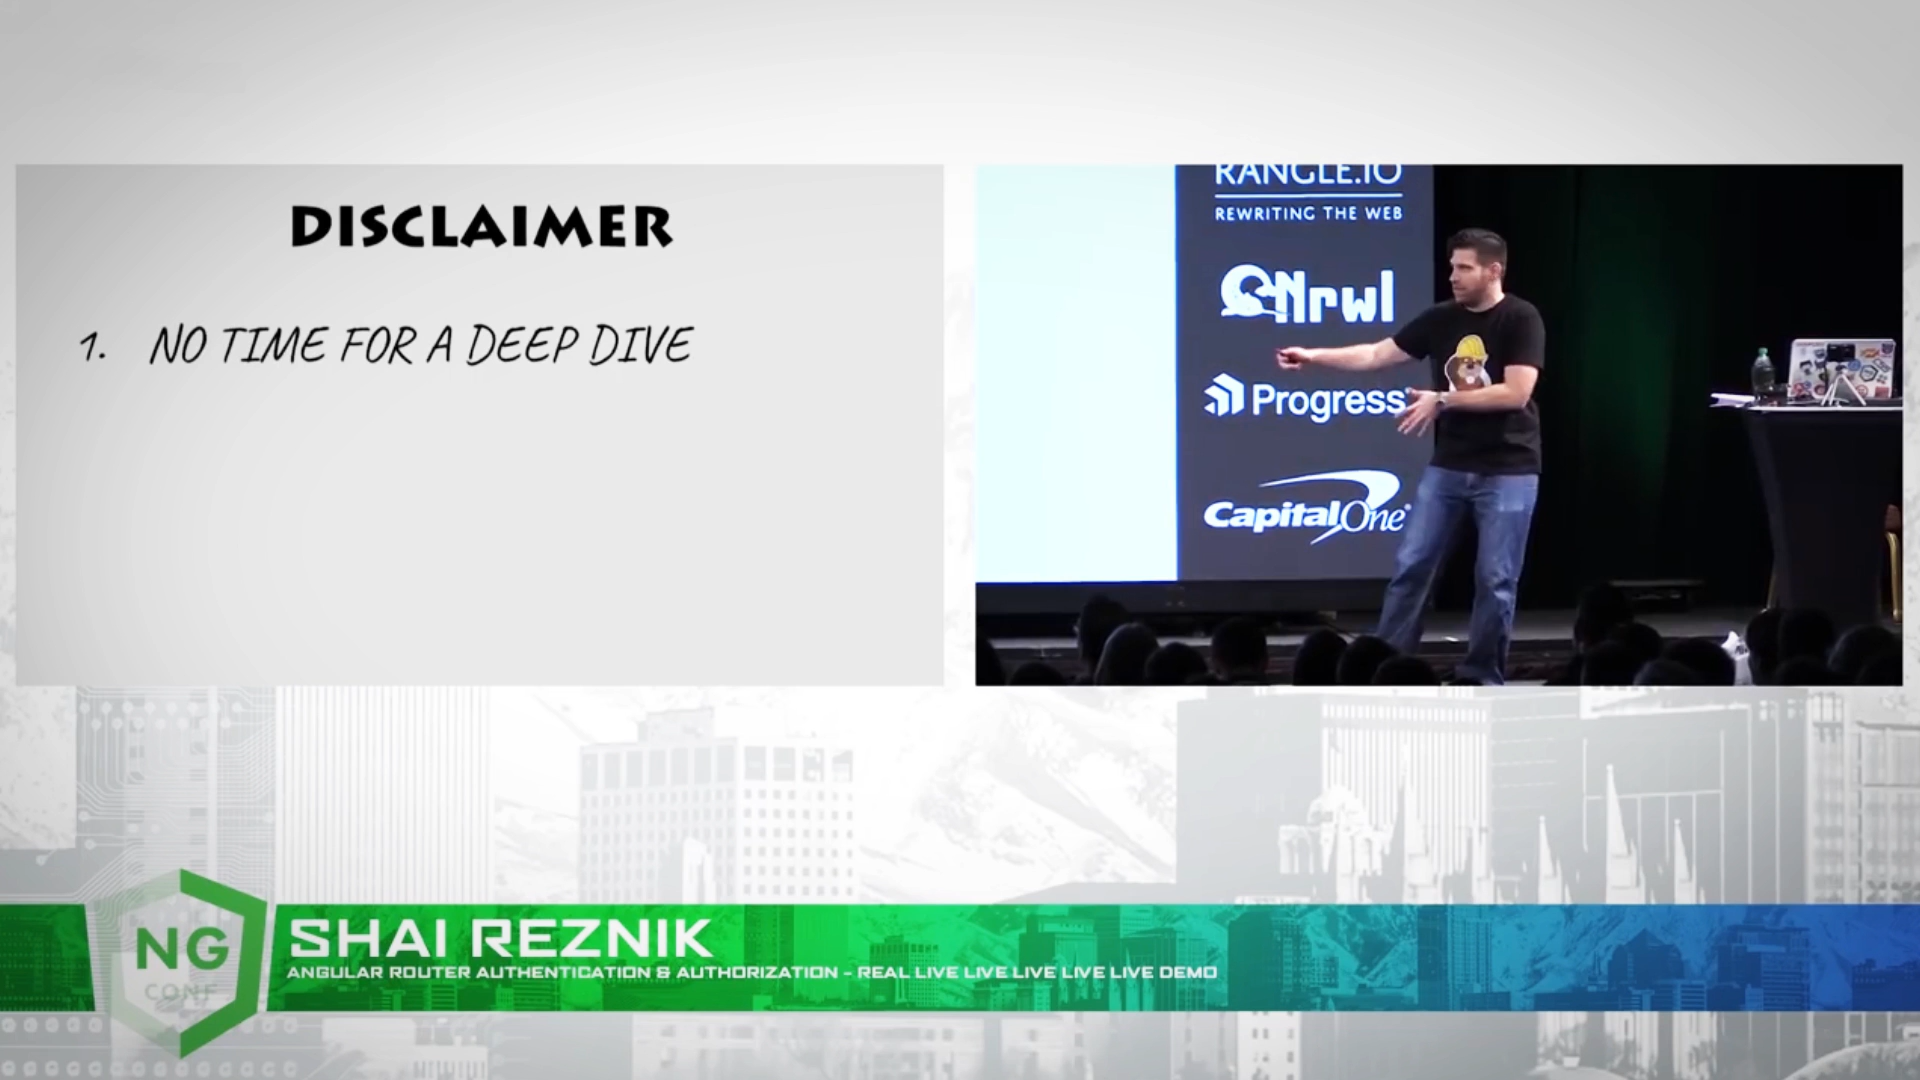 DISCLAIMER
1. NO TIME FOR A DEEP DIVE
RANGLE.IO
REWRITING THE WEB
Nrwl
Progress
CapitalOne
NG
CONF
SHAI REZNIK
ANGULAR ROUTER AUTHENTICATION & AUTHORIZATION - REAL LIVE LIVE LIVE LIVE LIVE DEMO